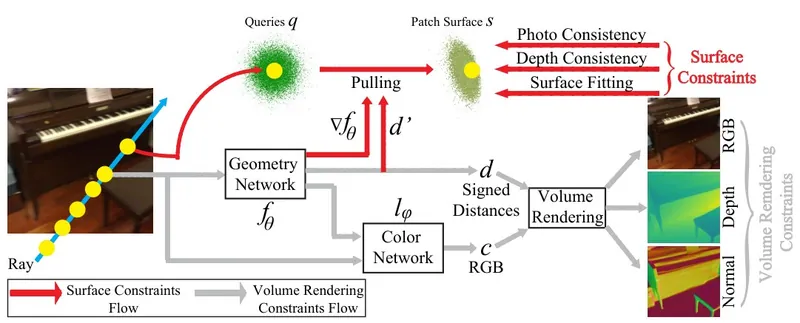 Queries q
Patch Surface s
Photo Consistency
Depth Consistency
Surface Fitting
Surface
Constraints
Pulling
∇fθ
d’
Geometry
Network
fθ
d
Signed
Distances
Volume
Rendering
lφ
Color
Network
c
RGB
Ray
RGB
Depth
Normal
Volume Remdering
Constraints
Surface Constraints
Flow
Volume Rendering
Constraints Flow